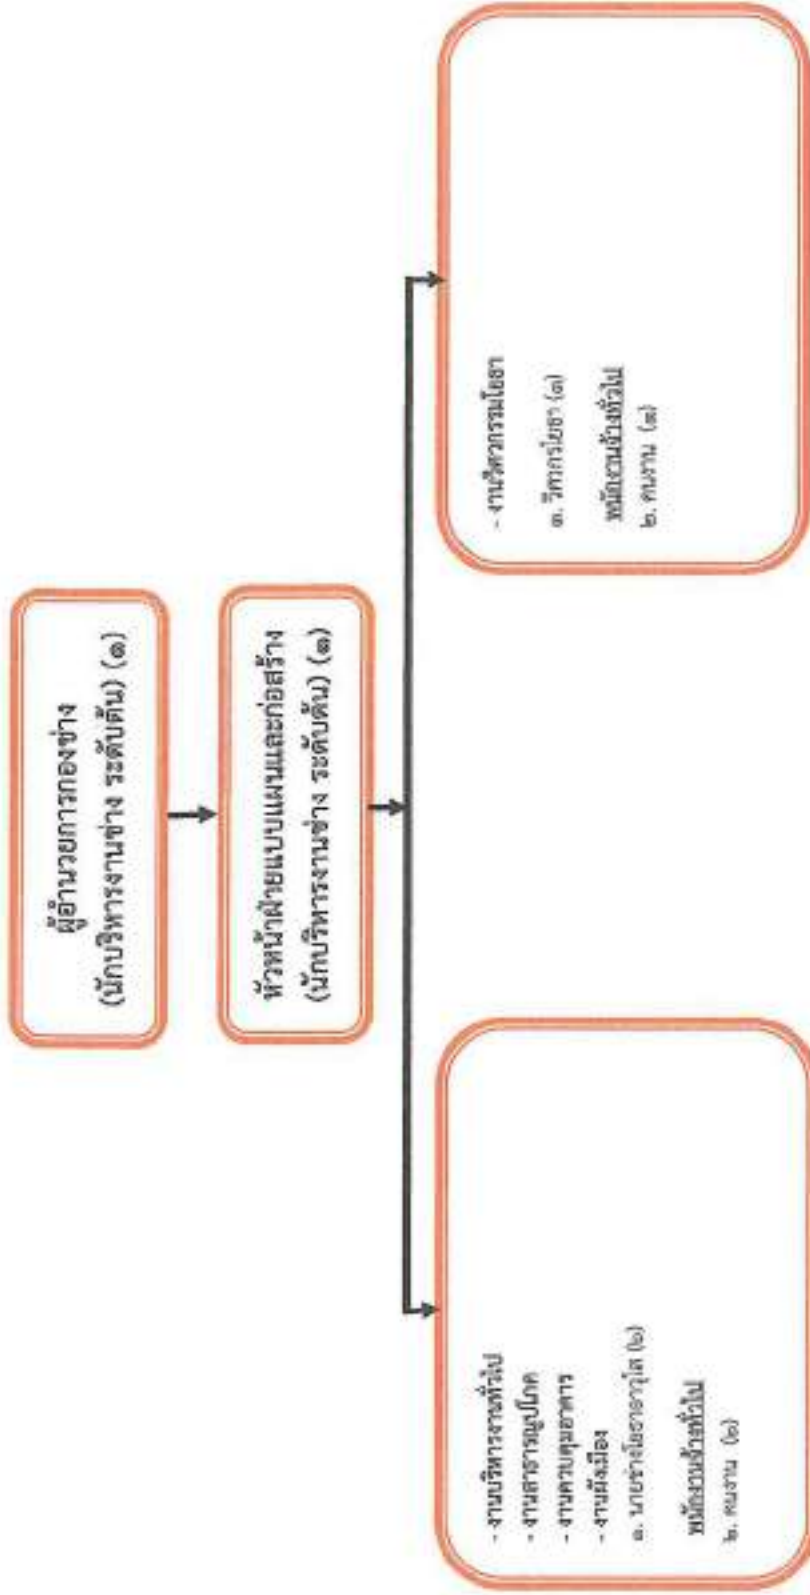 ผู้อำนวยการกองช่าง
(นักบริหารงานช่าง ระดับต้น) (๑)
หัวหน้าฝ่ายแบบแผนและก่อสร้าง
(นักบริหารงานช่าง ระดับต้น) (๑)
- งานบริหารงานทั่วไป
- งานสาธารณูปโภค
- งานควบคุมอาคาร
- งานผังเมือง
๑. นายช่างโยธาอาวุโส (๒)
พนักงานจ้างทั่วไป
๒. คนงาน (๒)
- งานวิศวกรรมโยธา
๑. วิศวกรโยธา (๑)
พนักงานจ้างทั่วไป
๒. คนงาน (๑)